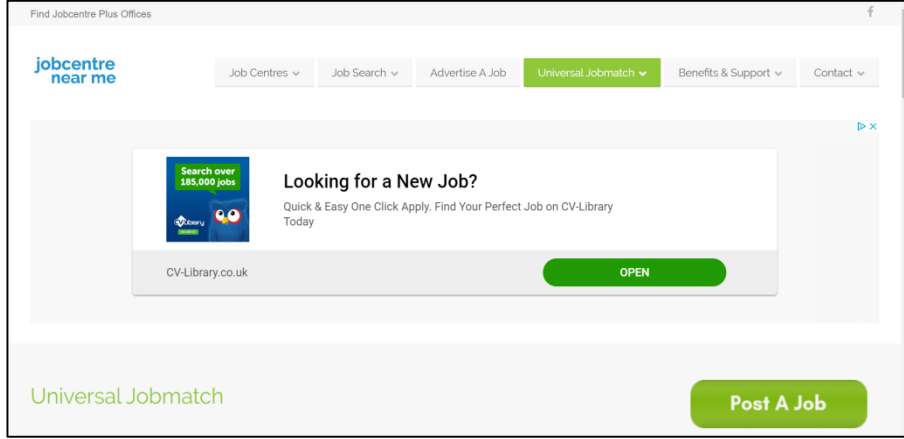 Find Jobcentre Plus Offices
jobcentre
near me
Job Centres
Job Search
Advertise A Job
Universal Jobmatch
Benefits & Support
Contact
Search over
185,000 jobs
CV-Library
Looking for a New Job?
Quick & Easy One Click Apply. Find Your Perfect Job on CV-Library
Today
CV-Library.co.uk
OPEN
Universal Jobmatch
Post A Job